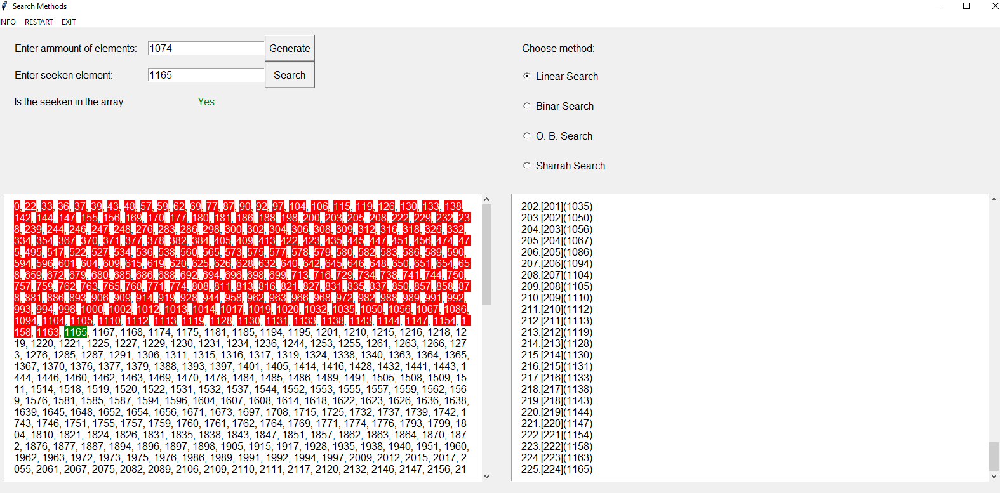 Search Methods
INFO RESTART EXIT
Enter ammount of elements: 1074 Generate
Enter seeken element: 1165 Search
Is the seeken in the array: Yes
Choose method:
Linear Search
Binar Search
O. B. Search
Sharrah Search
0, 22, 33, 36, 37, 39, 43, 48, 57, 59, 62, 69, 77, 87, 90, 92, 97, 104, 106, 115, 119, 126, 130, 133, 138,
142, 144, 147, 155, 156, 169, 170, 177, 180, 181, 186, 188, 198, 200, 203, 205, 208, 222, 229, 232, 23
8, 239, 244, 246, 247, 248, 276, 283, 286, 298, 300, 302, 304, 306, 308, 309, 312, 316, 318, 326, 332,
334, 354, 367, 370, 371, 377, 378, 382, 384, 405, 409, 413, 422, 423, 435, 445, 447, 451, 456, 474, 47
5, 495, 517, 522, 527, 534, 536, 538, 560, 565, 573, 575, 577, 578, 579, 580, 582, 583, 586, 589, 590,
594, 596, 601, 604, 609, 615, 619, 620, 625, 626, 628, 632, 640, 642, 645, 646, 648, 650, 651, 654, 65
8, 659, 672, 679, 680, 685, 686, 688, 692, 694, 696, 698, 699, 713, 716, 729, 734, 738, 741, 744, 750,
757, 759, 762, 763, 765, 768, 771, 774, 808, 811, 813, 816, 821, 827, 831, 835, 837, 850, 857, 858, 87
8, 881, 886, 893, 906, 909, 914, 919, 928, 944, 958, 962, 963, 966, 968, 972, 982, 988, 989, 991, 992,
993, 994, 998, 1000, 1002, 1012, 1013, 1014, 1017, 1019, 1020, 1032, 1035, 1050, 1056, 1067, 1086,
1094, 1104, 1105, 1110, 1112, 1113, 1119, 1128, 1130, 1131, 1133, 1138, 1143, 1144, 1147, 1154, 1
158, 1163, 1165, 1167, 1168, 1174, 1175, 1181, 1185, 1194, 1195, 1201, 1210, 1215, 1216, 1218, 12
19, 1220, 1221, 1225, 1227, 1229, 1230, 1231, 1234, 1236, 1244, 1253, 1255, 1261, 1263, 1266, 127
3, 1276, 1285, 1287, 1291, 1306, 1311, 1315, 1316, 1317, 1319, 1324, 1338, 1340, 1363, 1364, 1365,
1367, 1370, 1376, 1377, 1379, 1388, 1393, 1397, 1401, 1405, 1414, 1416, 1428, 1432, 1441, 1443, 1
444, 1446, 1460, 1462, 1463, 1469, 1470, 1476, 1484, 1485, 1486, 1489, 1491, 1505, 1508, 1509, 15
11, 1514, 1518, 1519, 1520, 1522, 1531, 1532, 1537, 1544, 1552, 1553, 1555, 1557, 1559, 1562, 156
9, 1576, 1581, 1585, 1587, 1594, 1596, 1604, 1607, 1608, 1614, 1618, 1622, 1623, 1626, 1636, 1638,
1639, 1645, 1648, 1652, 1654, 1656, 1671, 1673, 1697, 1708, 1715, 1725, 1732, 1737, 1739, 1742, 1
743, 1746, 1751, 1755, 1757, 1759, 1760, 1761, 1762, 1764, 1769, 1771, 1774, 1776, 1793, 1799, 18
04, 1810, 1821, 1824, 1826, 1831, 1835, 1838, 1843, 1847, 1851, 1857, 1862, 1863, 1864, 1870, 187
2, 1876, 1877, 1887, 1894, 1896, 1897, 1898, 1905, 1915, 1917, 1928, 1935, 1938, 1940, 1951, 1960,
1962, 1963, 1972, 1973, 1975, 1976, 1986, 1989, 1991, 1992, 1994, 1997, 2009, 2012, 2015, 2017, 2
055, 2061, 2067, 2075, 2082, 2089, 2106, 2109, 2110, 2111, 2117, 2120, 2132, 2146, 2147, 2156, 21
202.[201](1035)
203.[202](1050)
204.[203](1056)
205.[204](1067)
206.[205](1086)
207.[206](1094)
208.[207](1104)
209.[208](1105)
210.[209](1110)
211.[210](1112)
212.[211](1113)
213.[212](1119)
214.[213](1128)
215.[214](1130)
216.[215](1131)
217.[216](1133)
218.[217](1138)
219.[218](1143)
220.[219](1144)
221.[220](1147)
222.[221](1154)
223.[222](1158)
224.[223](1163)
225.[224](1165)